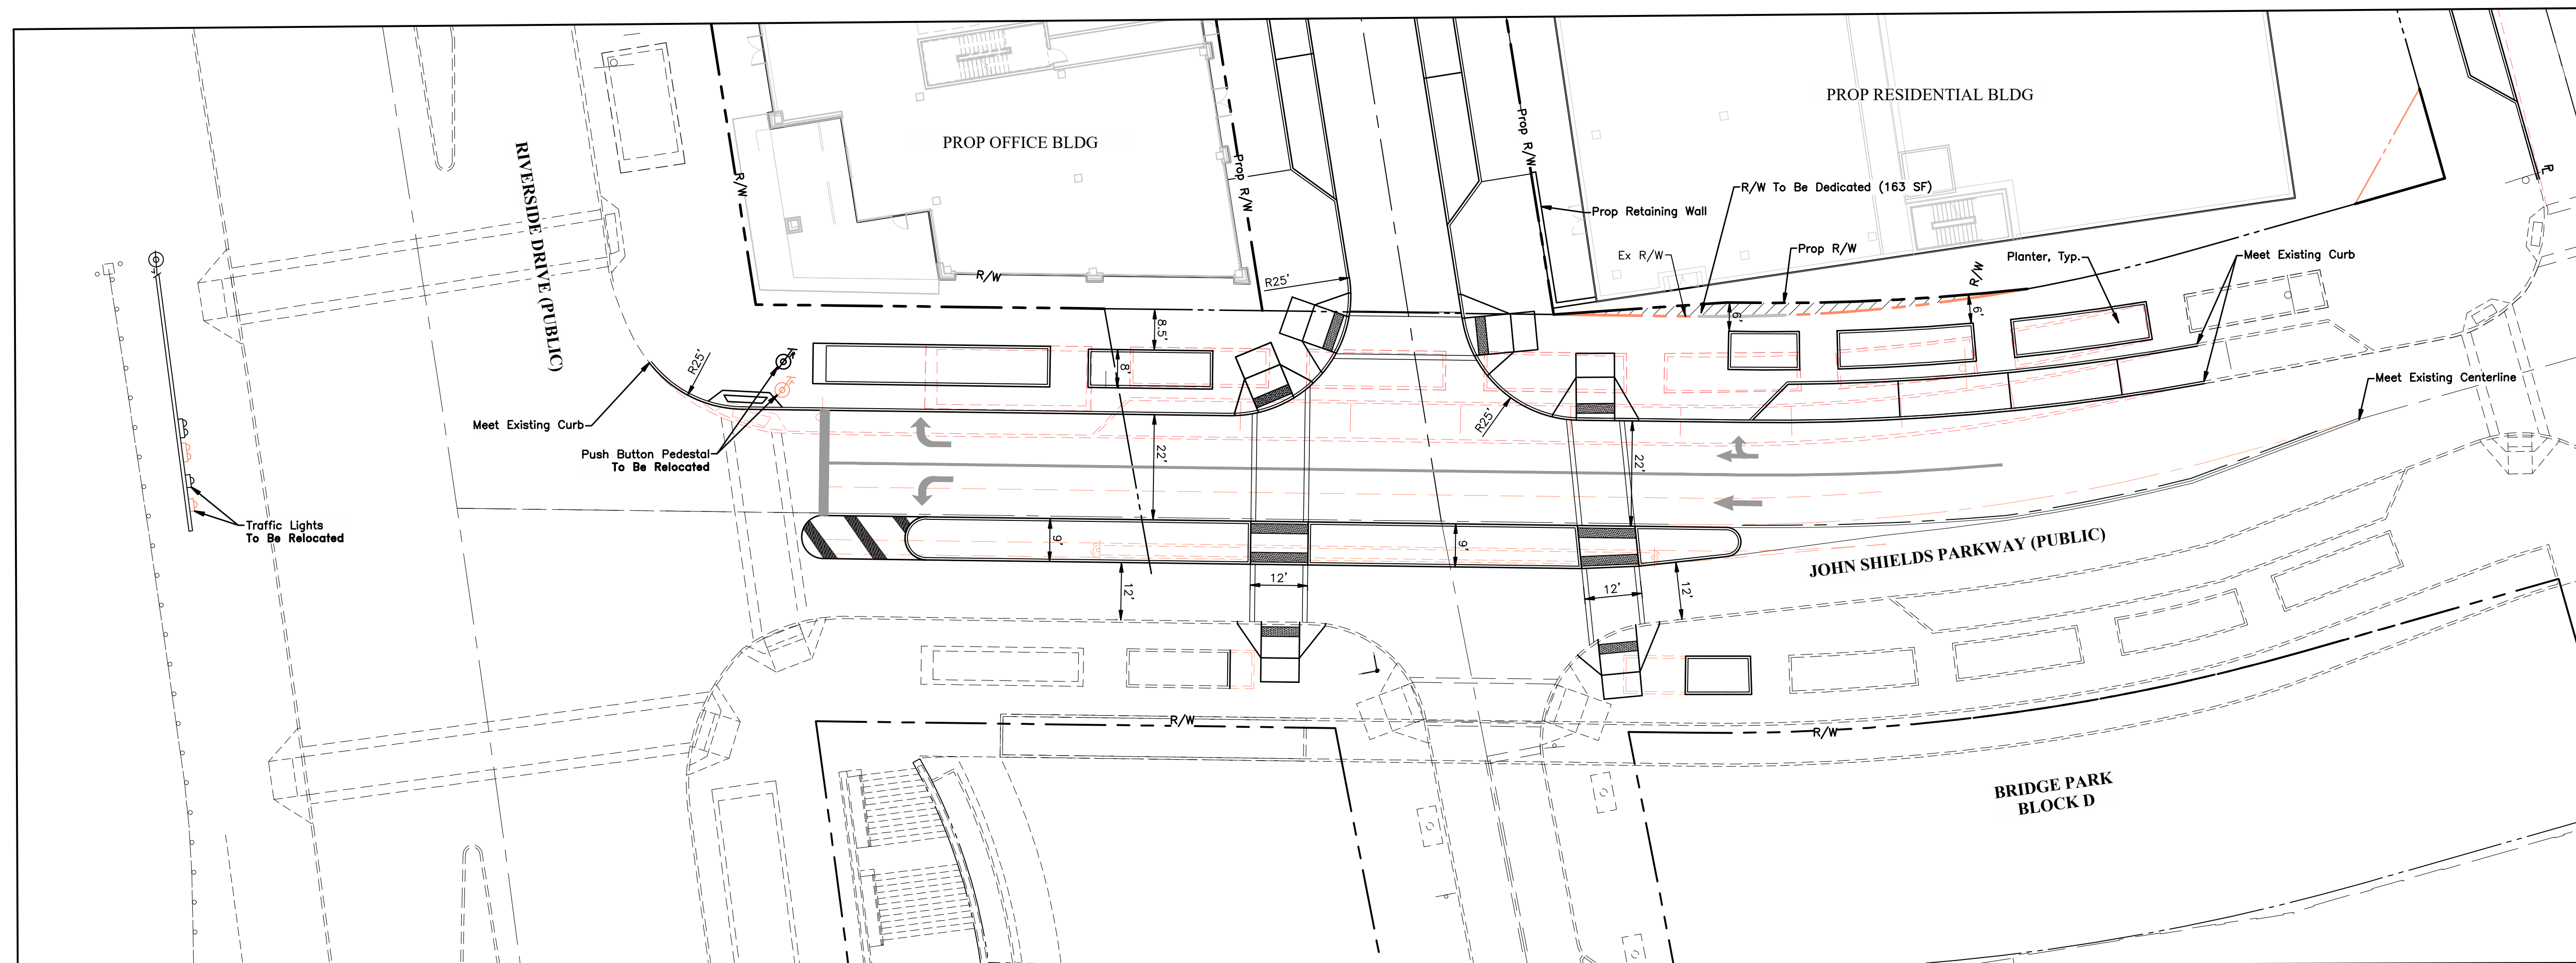 PROP RESIDENTIAL BLDG
PROP OFFICE BLDG
RIVERSIDE DRIVE (PUBLIC)
R/W
Prop R/W
Prop R/W
R/W To Be Dedicated (163 SF)
Prop Retaining Wall
Prop R/W
Ex R/W
R/W
Planter, Typ.
Meet Existing Curb
R/W
R25'
8.5'
8'
6'
6'
R25'
Meet Existing Curb
Push Button Pedestal
To Be Relocated
R25'
22'
22'
Meet Existing Centerline
Traffic Lights
To Be Relocated
9'
9'
12'
12'
12'
12'
JOHN SHIELDS PARKWAY (PUBLIC)
R/W
R/W
BRIDGE PARK
BLOCK D